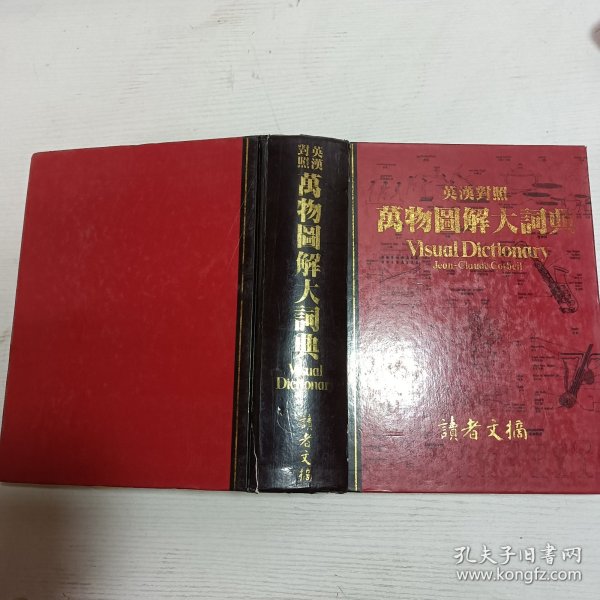 英漢
對照
萬物圖解大詞典
Visual
Dictionar
讀者文摘
英漢對照
萬物圖解大詞典
Visual Dictionary
Jean-Claude Corbeil
讀者文摘
孔夫子旧书网
www.kongfz.com